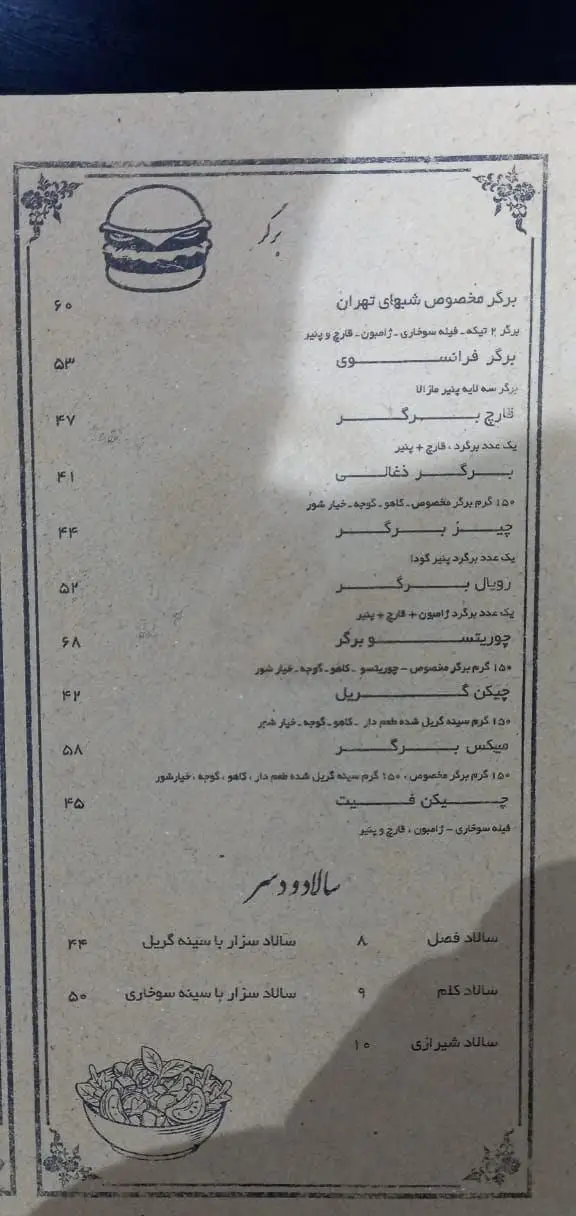 برگر
برگر مخصوص شبهای تهران ۶۰
برگر ۲ تیکه ـ فیله سوخاری ـ ژامبون ـ قارچ و پنیر
برگر فرانسوی ۵۳
برگر سه لایه پنیر مازالا
قارچ برگر ۴۷
یک عدد برگرد ، قارچ + پنیر
برگر ذغالی ۴۱
۱۵۰ گرم برگر مخصوص ـ کاهو ـ گوجه ـ خیار شور
چیز برگر ۴۴
یک عدد برگرد پنیر گودا
رویال برگر ۵۲
یک عدد برگرد ژامبون + قارچ + پنیر
چوریتسو برگر ۶۸
۱۵۰ گرم برگر مخصوص – چوریتسو ـ کاهو ـ گوجه ـ خیار شور
چیکن گریل ۴۲
۱۵۰ گرم سینه گریل شده طعم دار ـ کاهو ـ گوجه ـ خیار شور
میکس برگر ۵۸
۱۵۰ گرم برگر مخصوص ، ۱۵۰ گرم سینه گریل شده طعم دار ، کاهو ، گوجه ، خیارشور
چیکن فیت ۴۵
فیله سوخاری – ژامبون ، قارچ و پنیر
سالاد و دسر
سالاد فصل ۸ سالاد سزار با سینه گریل ۴۴
سالاد کلم ۹ سالاد سزار با سینه سوخاری ۵۰
سالاد شیرازی ۱۰